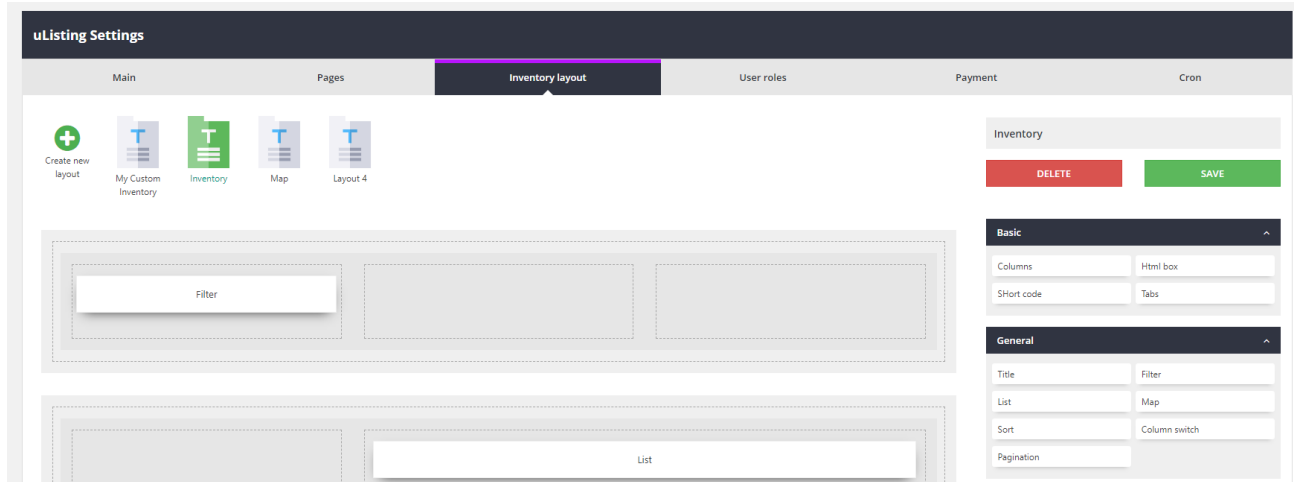 uListing Settings
Main Pages Inventory layout User roles Payment Cron
Create new
layout
My Custom
Inventory
Inventory
Map
Layout 4
Inventory
DELETE SAVE
Filter
Basic
Columns Html box
SHort code Tabs
General
Title Filter
List Map
Sort Column switch
Pagination
List